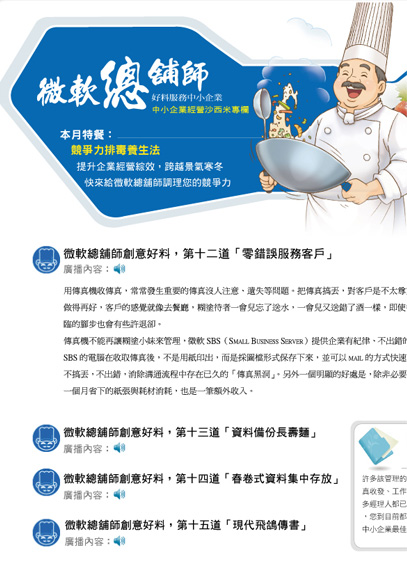 微軟總舖師
好料服務中小企業
中小企業經營沙西米專欄
本月特餐：
競爭力排毒養生法
提升企業經營綜效，跨越景氣寒冬
快來給微軟總舖師調理您的競爭力
微軟總舖師創意好料，第十二道「零錯誤服務客戶」
廣播內容：
用傳真機收傳真，常常發生重要的傳真沒人注意、遺失等問題。把傳真搞丟，對客戶是不太尊
做得再好，客戶的感覺就像去餐廳，糊塗侍者一會兒忘了送水，一會兒又送錯了酒一樣，即使
臨的腳步也會有些許退卻。
傳真機不能再讓糊塗小妹來管理，微軟 SBS（SMALL BUSINESS SERVER）提供企業有紀律，不出錯的
SBS 的電腦在收取傳真後，不是用紙印出，而是採圖檔形式保存下來，並可以 MAIL 的方式快速
不搞丟，不出錯，消除溝通流程中存在已久的「傳真黑洞」。另外一個明顯的好處是，除非必要
一個月省下的紙張與耗材消耗，也是一筆額外收入。
微軟總舖師創意好料，第十三道「資料備份長壽麵」
廣播內容：
微軟總舖師創意好料，第十四道「春卷式資料集中存放」
廣播內容：
微軟總舖師創意好料，第十五道「現代飛鴿傳書」
廣播內容：
許多該管理的
真收發、工作
多經理人都已
，您到目前都
中小企業最佳